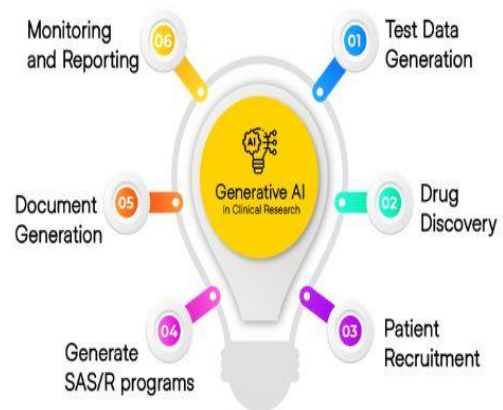 AI
Generative AI
in Clinical Research
01
Test Data
Generation
02
Drug
Discovery
03
Patient
Recruitment
04
Generate
SAS/R programs
05
Document
Generation
06
Monitoring
and Reporting